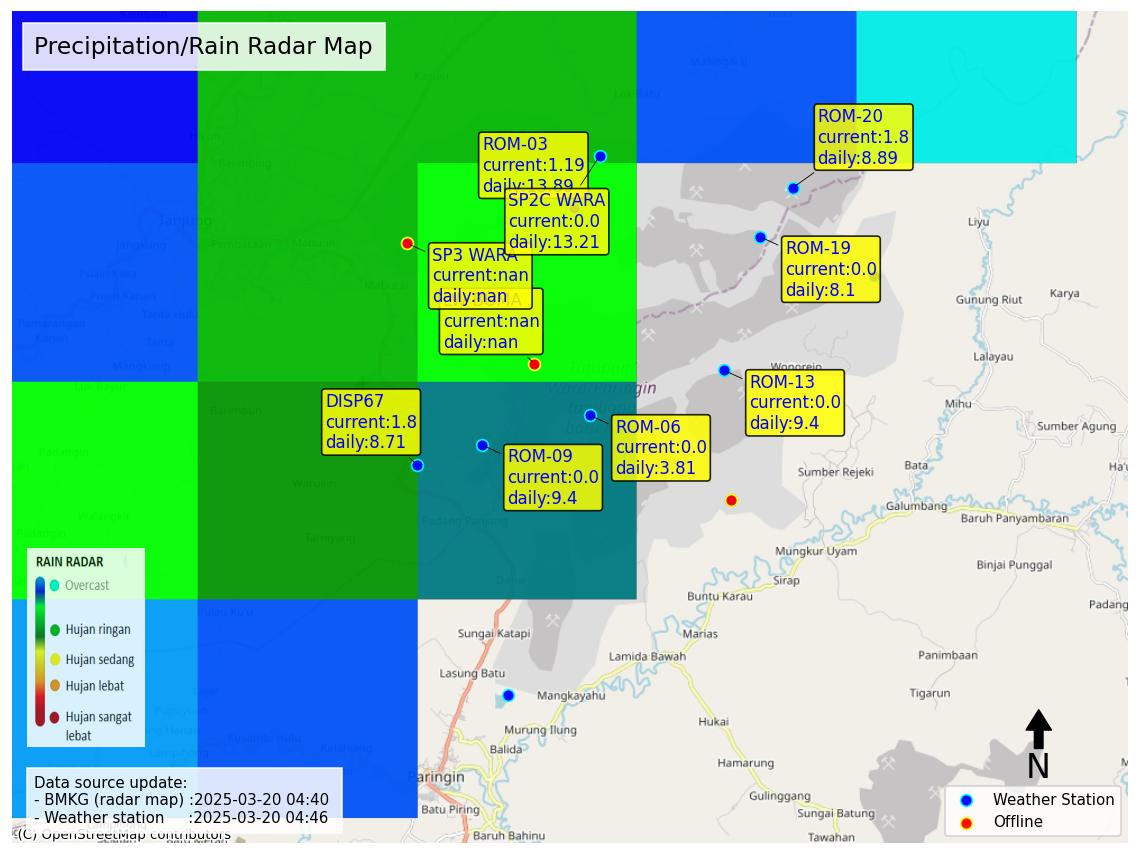 Precipitation/Rain Radar Map
ROM-20
current:1.8
daily:8.89
ROM-03
current:1.19
daily:13.89
SP2C WARA
current:0.0
daily:13.21
SP3 WARA
current:nan
daily:nan
current:nan
daily:nan
ROM-19
current:0.0
daily:8.1
ROM-13
current:0.0
daily:9.4
DISP67
current:1.8
daily:8.71
ROM-06
current:0.0
daily:3.81
ROM-09
current:0.0
daily:9.4
Tanjung
Maburai
Liyu
Gunung Riut
Karya
Lalayau
Wonorejo
Mihu
Sumber Agung
Bata
Sumber Rejeki
Galumbang
Baruh Panyambaran
Mungkur Uyam
Binjai Punggal
Sirap
Buntu Karau
Padang
Marias
Sungai Katapi
Lamida Bawah
Panimbaan
Lasung Batu
Mangkayahu
Tigarun
Hukai
Murung Ilung
Balida
Hamarung
Paringin
Gulinggang
Batu Piring
Sungai Batung
Baruh Bahinu
Tawahan
RAIN RADAR
Overcast
Hujan ringan
Hujan sedang
Hujan lebat
Hujan sangat
lebat
Data source update:
- BMKG (radar map) :2025-03-20 04:40
- Weather station :2025-03-20 04:46
(C) OpenStreetMap contributors
N
Weather Station
Offline